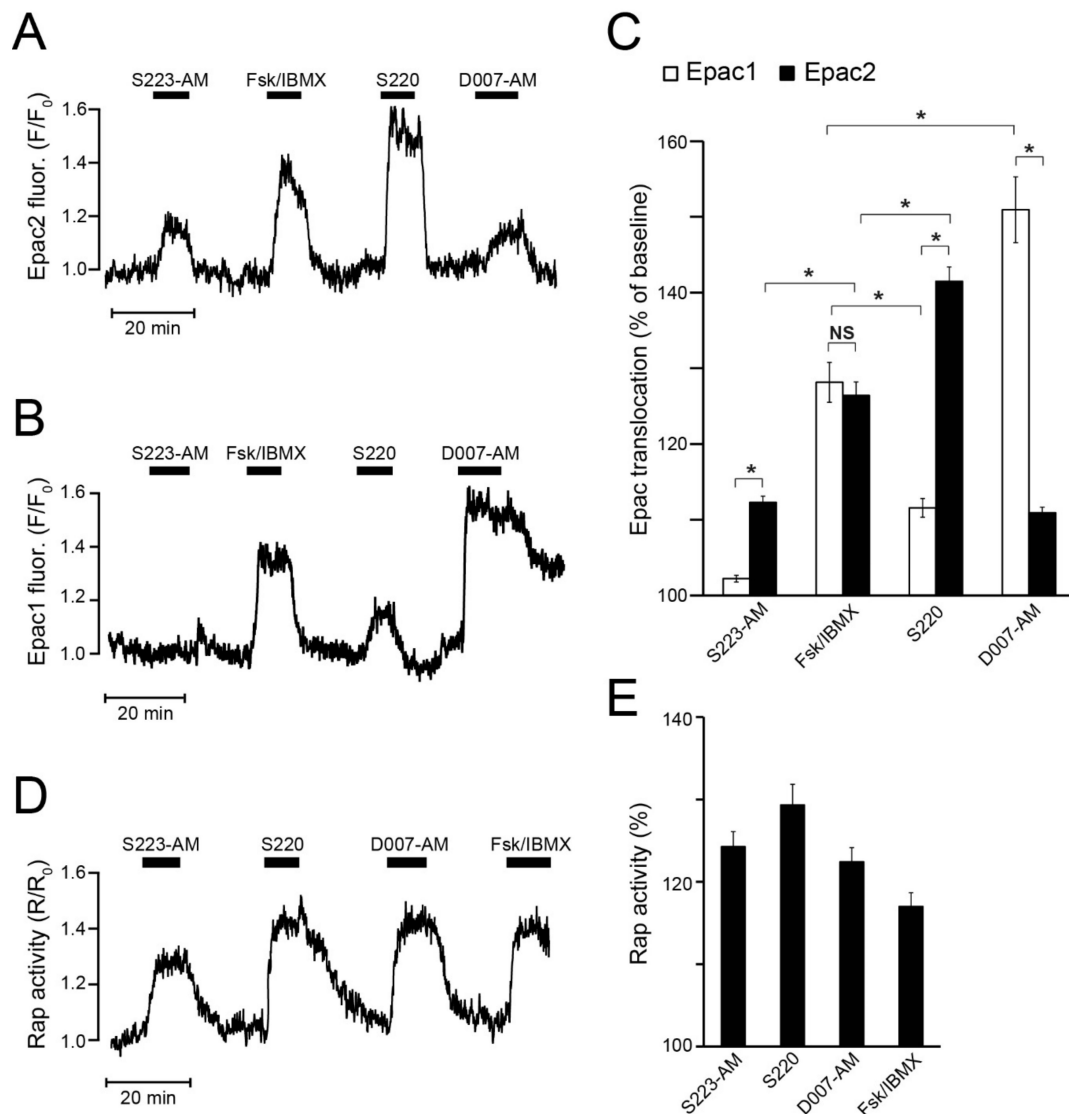 A
S223-AM Fsk/IBMX S220 D007-AM
Epac2 fluor. (F/F0)
1.6
1.4
1.2
1.0
20 min
B
S223-AM Fsk/IBMX S220 D007-AM
Epac1 fluor. (F/F0)
1.6
1.4
1.2
1.0
20 min
C
Epac1 Epac2
Epac translocation (% of baseline)
160
140
120
100
*
*
*
*
*
*
NS
*
S223-AM
Fsk/IBMX
S220
D007-AM
D
S223-AM S220 D007-AM Fsk/IBMX
Rap activity (R/R0)
1.6
1.4
1.2
1.0
20 min
E
Rap activity (%)
140
120
100
S223-AM
S220
D007-AM
Fsk/IBMX